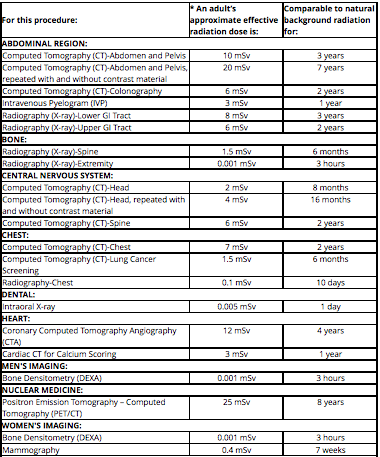 For this procedure: * An adult's approximate effective radiation dose is: Comparable to natural background radiation for:
ABDOMINAL REGION:
Computed Tomography (CT)-Abdomen and Pelvis 10 mSv 3 years
Computed Tomography (CT)-Abdomen and Pelvis, 20 mSv 7 years
repeated with and without contrast material
Computed Tomography (CT)-Colonography 6 mSv 2 years
Intravenous Pyelogram (IVP) 3 mSv 1 year
Radiography (X-ray)-Lower GI Tract 8 mSv 3 years
Radiography (X-ray)-Upper GI Tract 6 mSv 2 years
BONE:
Radiography (X-ray)-Spine 1.5 mSv 6 months
Radiography (X-ray)-Extremity 0.001 mSv 3 hours
CENTRAL NERVOUS SYSTEM:
Computed Tomography (CT)-Head 2 mSv 8 months
Computed Tomography (CT)-Head, repeated with 4 mSv 16 months
and without contrast material
Computed Tomography (CT)-Spine 6 mSv 2 years
CHEST:
Computed Tomography (CT)-Chest 7 mSv 2 years
Computed Tomography (CT)-Lung Cancer 1.5 mSv 6 months
Screening
Radiography-Chest 0.1 mSv 10 days
DENTAL:
Intraoral X-ray 0.005 mSv 1 day
HEART:
Coronary Computed Tomography Angiography 12 mSv 4 years
(CTA)
Cardiac CT for Calcium Scoring 3 mSv 1 year
MEN'S IMAGING:
Bone Densitometry (DEXA) 0.001 mSv 3 hours
NUCLEAR MEDICINE:
Positron Emission Tomography – Computed 25 mSv 8 years
Tomography (PET/CT)
WOMEN'S IMAGING:
Bone Densitometry (DEXA) 0.001 mSv 3 hours
Mammography 0.4 mSv 7 weeks